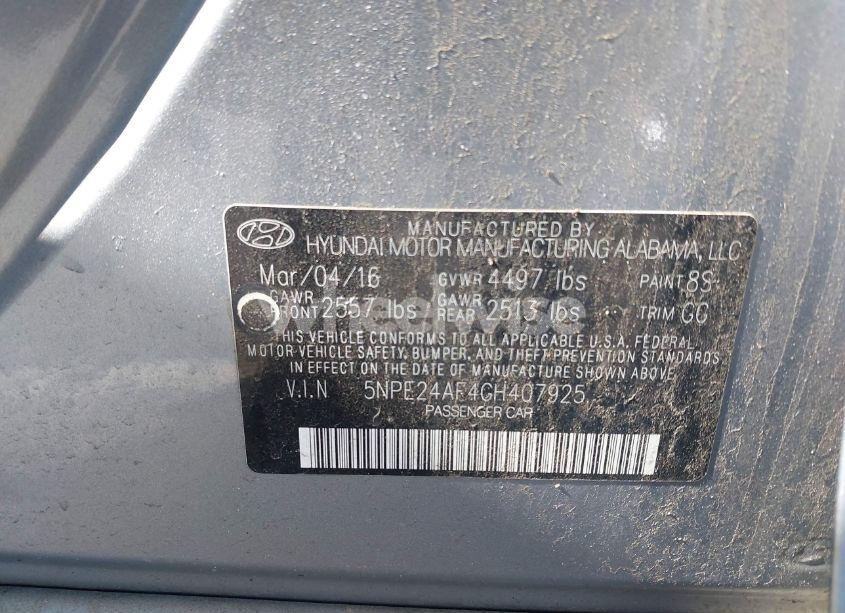 MANUFACTURED BY
HYUNDAI MOTOR MANUFACTURING ALABAMA, LLC
Mar/04/16 GVWR 4497 lbs PAINT 8S
GAWR FRONT 2557 lbs GAWR REAR 2513 lbs TRIM GC
THIS VEHICLE CONFORMS TO ALL APPLICABLE U.S.A. FEDERAL
MOTOR VEHICLE SAFETY, BUMPER, AND THEFT PREVENTION STANDARDS
IN EFFECT ON THE DATE OF MANUFACTURE SHOWN ABOVE.
V.I.N 5NPE24AF4GH407925
PASSENGER CAR